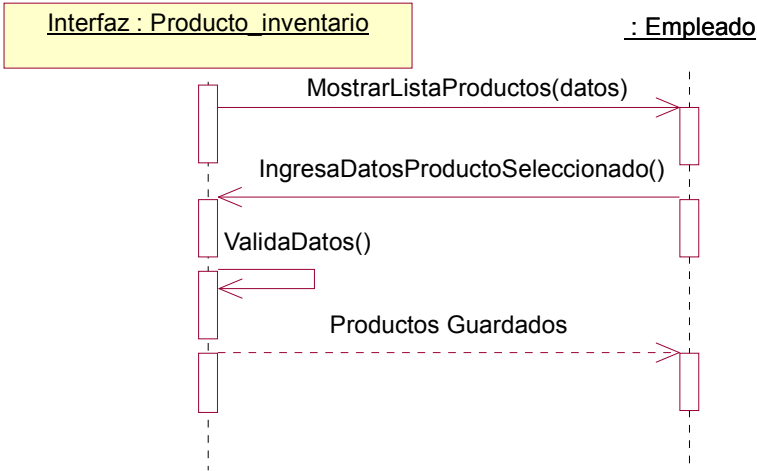 Interfaz : Producto_inventario
: Empleado
MostrarListaProductos(datos)
IngresaDatosProductoSeleccionado()
ValidaDatos()
Productos Guardados